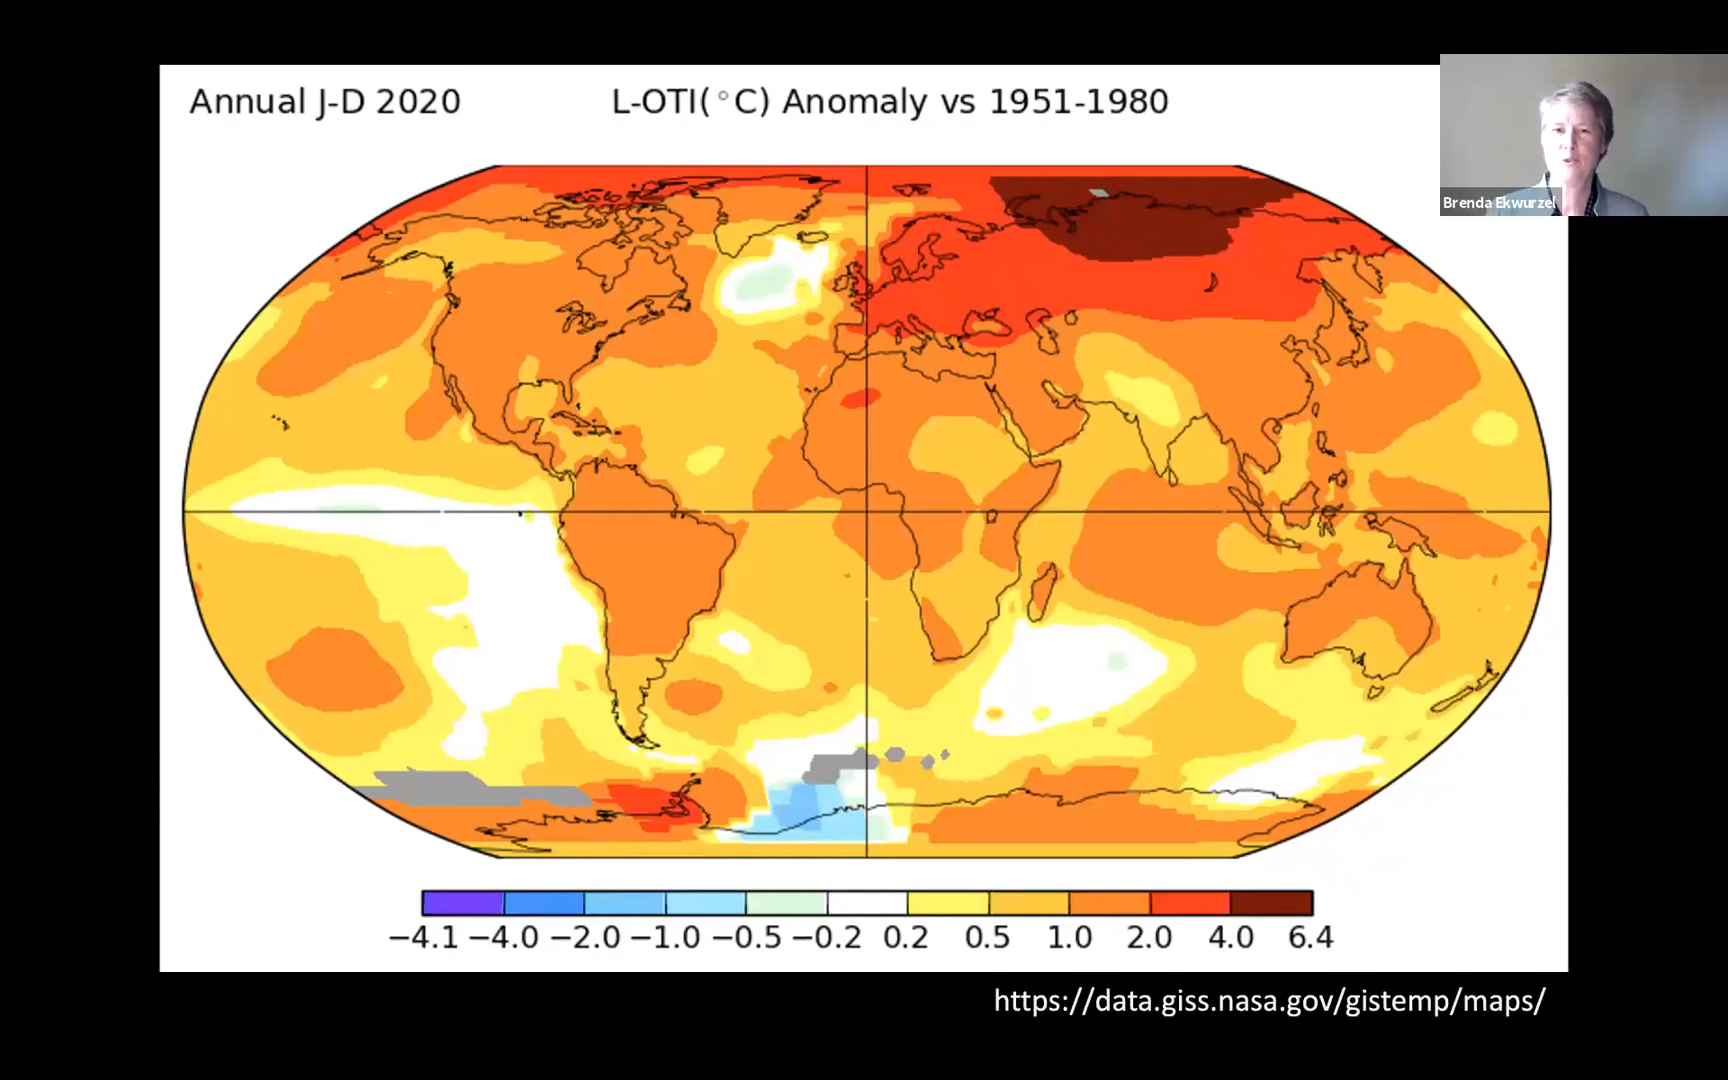 Annual J-D 2020
L-OTI(°C) Anomaly vs 1951-1980
Brenda Ekwurzel
−4.1 −4.0 −2.0 −1.0 −0.5 −0.2 0.2 0.5 1.0 2.0 4.0 6.4
https://data.giss.nasa.gov/gistemp/maps/